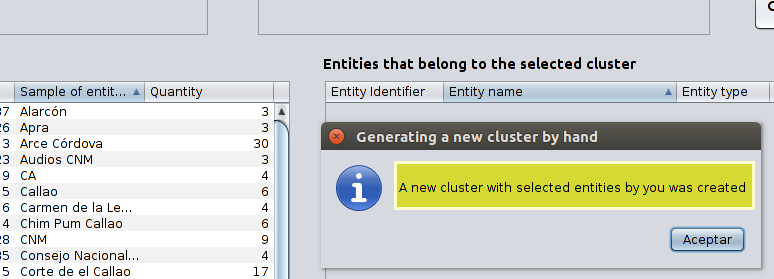 Entities that belong to the selected cluster
Sample of entit... Quantity
Entity Identifier Entity name Entity type
37 Alarcón 3
26 Apra 3
3 Arce Córdova 30
23 Audios CNM 3
9 CA 4
5 Callao 6
6 Carmen de la Le... 4
4 Chim Pum Callao 6
28 CNM 9
35 Consejo Nacional... 4
5 Corte de el Callao 17
Generating a new cluster by hand
A new cluster with selected entities by you was created
Aceptar